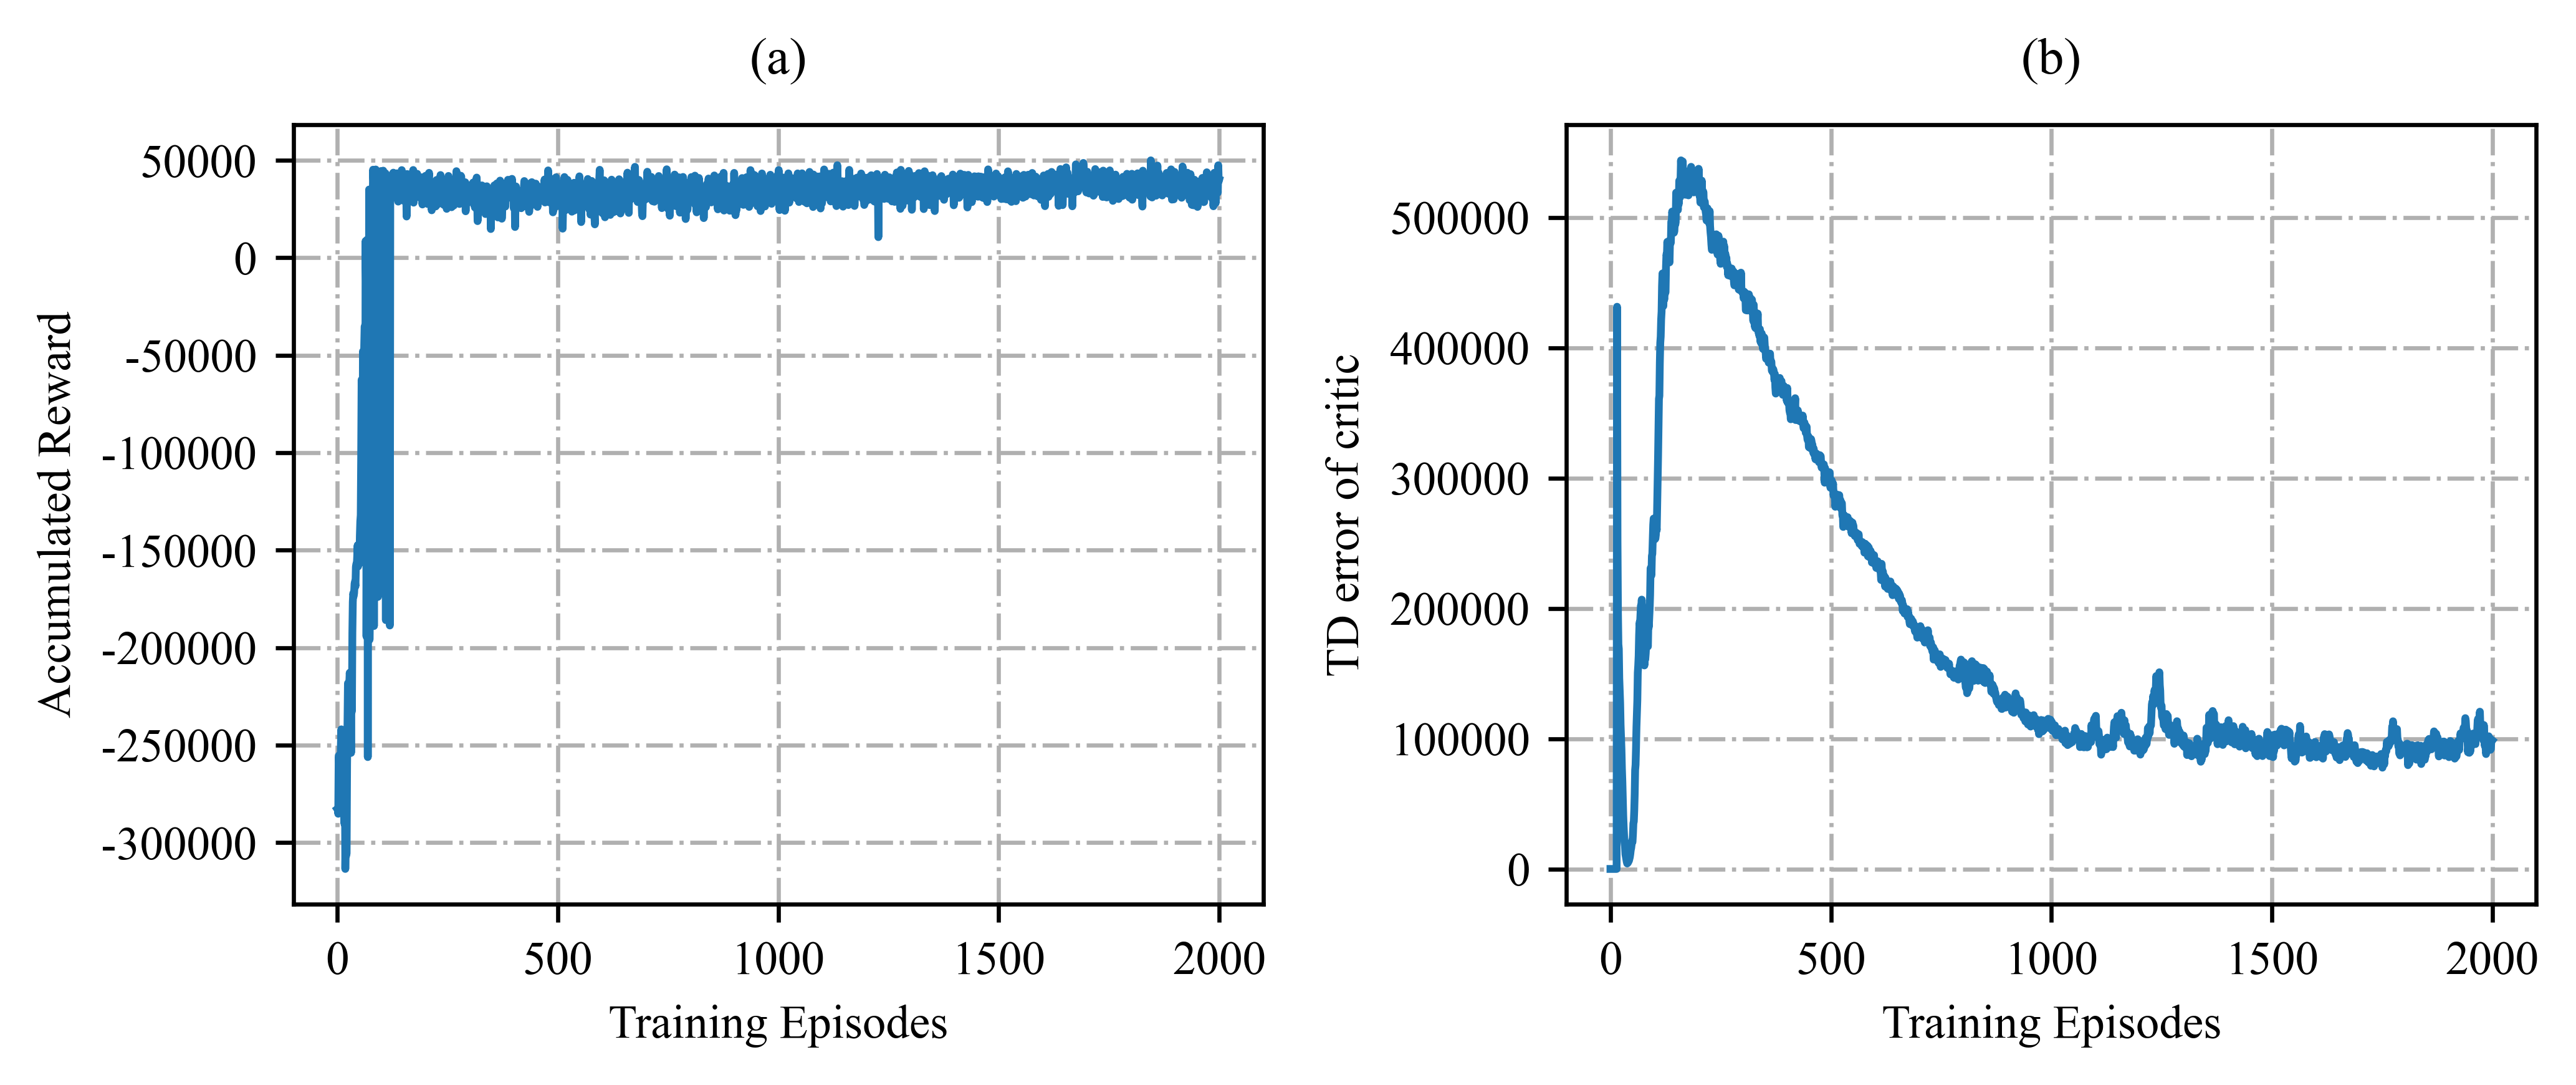 (a)
50000
0
-50000
-100000
-150000
-200000
-250000
-300000
Accumulated Reward
0 500 1000 1500 2000
Training Episodes
(b)
500000
400000
300000
200000
100000
0
TD error of critic
0 500 1000 1500 2000
Training Episodes